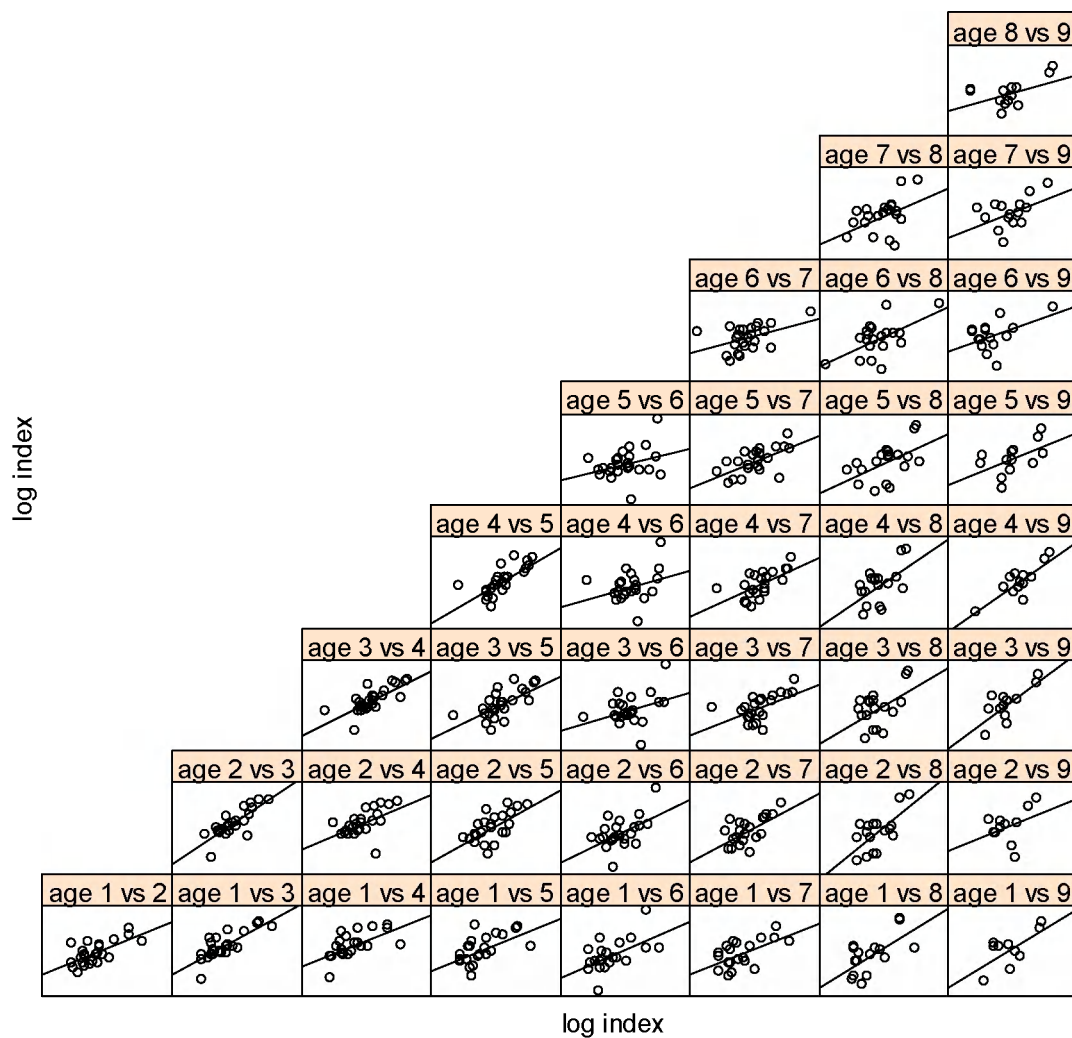 age 8 vs 9
age 7 vs 8 age 7 vs 9
age 6 vs 7 age 6 vs 8 age 6 vs 9
age 5 vs 6 age 5 vs 7 age 5 vs 8 age 5 vs 9
log index
age 4 vs 5 age 4 vs 6 age 4 vs 7 age 4 vs 8 age 4 vs 9
age 3 vs 4 age 3 vs 5 age 3 vs 6 age 3 vs 7 age 3 vs 8 age 3 vs 9
age 2 vs 3 age 2 vs 4 age 2 vs 5 age 2 vs 6 age 2 vs 7 age 2 vs 8 age 2 vs 9
age 1 vs 2 age 1 vs 3 age 1 vs 4 age 1 vs 5 age 1 vs 6 age 1 vs 7 age 1 vs 8 age 1 vs 9
log index